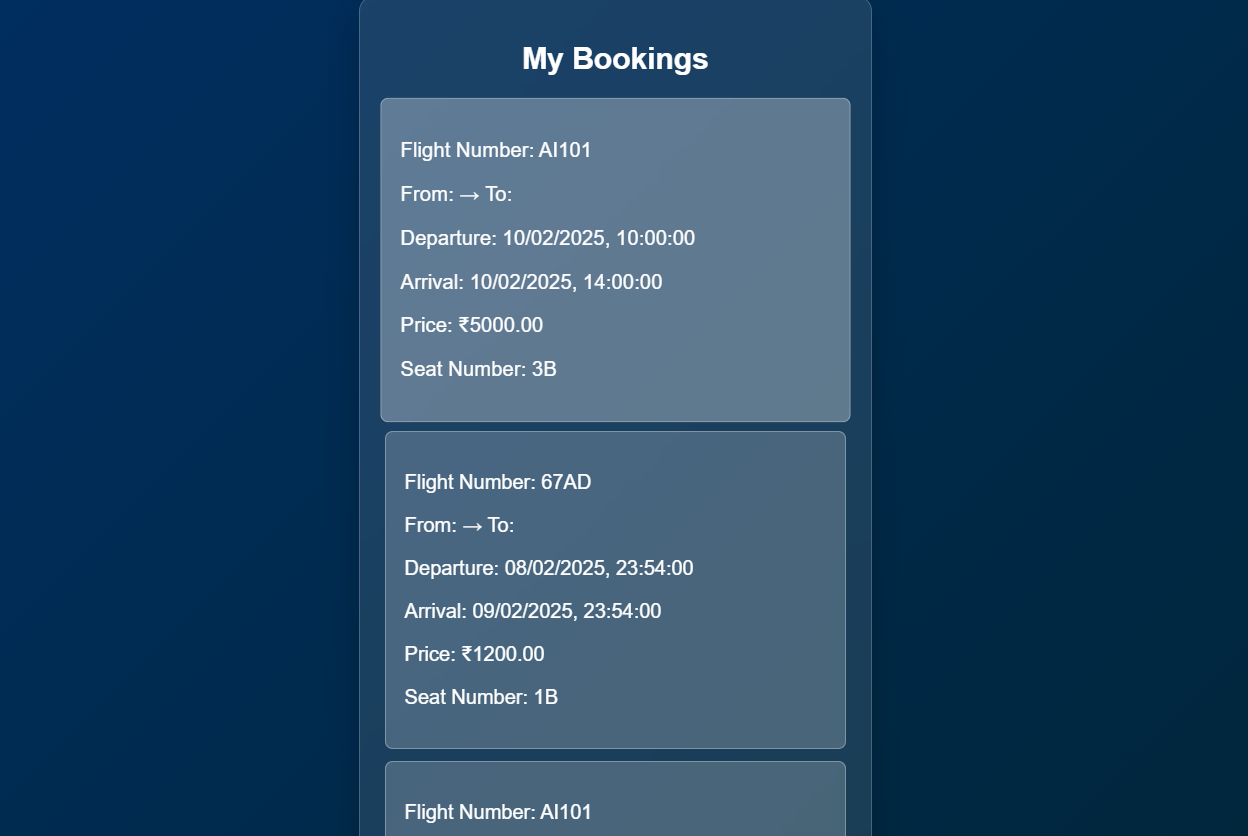 My Bookings
Flight Number: AI101
From: → To:
Departure: 10/02/2025, 10:00:00
Arrival: 10/02/2025, 14:00:00
Price: ₹5000.00
Seat Number: 3B
Flight Number: 67AD
From: → To:
Departure: 08/02/2025, 23:54:00
Arrival: 09/02/2025, 23:54:00
Price: ₹1200.00
Seat Number: 1B
Flight Number: AI101